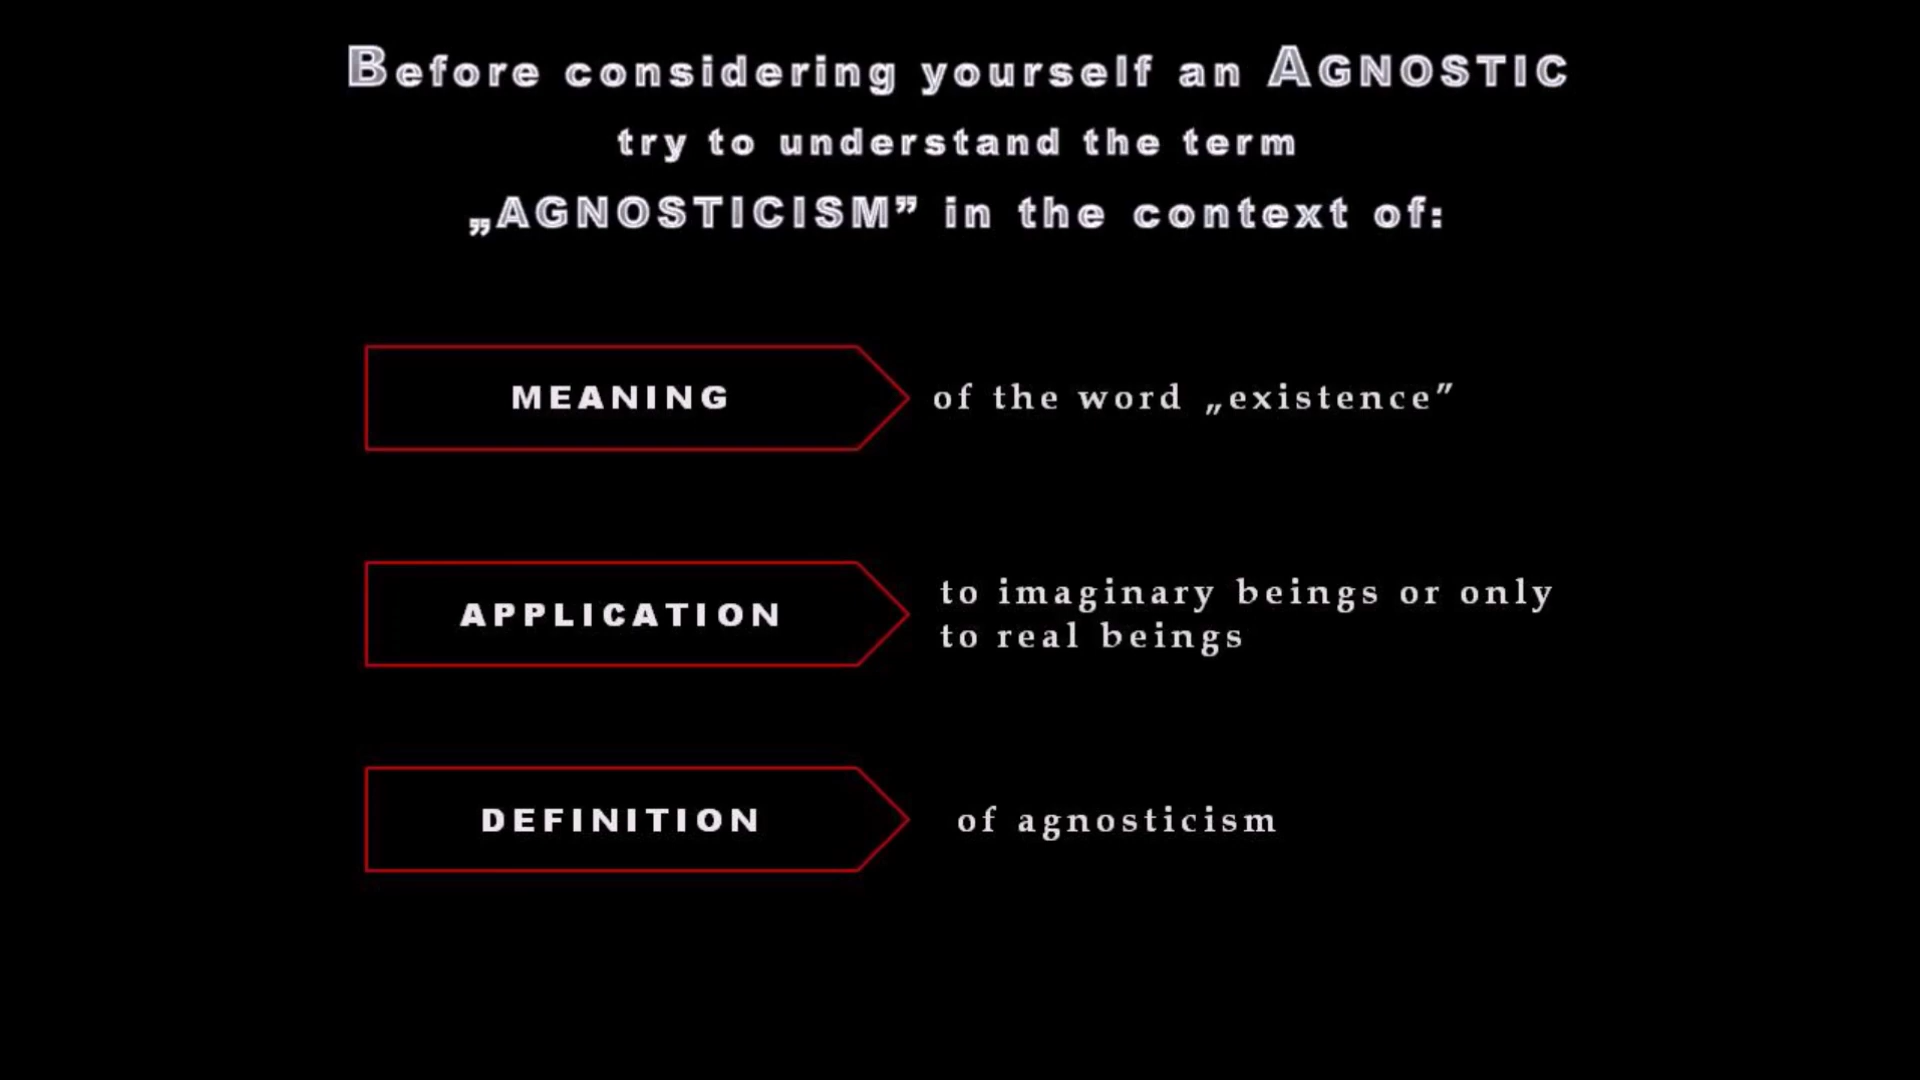 Before considering yourself an AGNOSTIC
try to understand the term
„AGNOSTICISM” in the context of:
MEANING
of the word „existence”
APPLICATION
to imaginary beings or only
to real beings
DEFINITION
of agnosticism